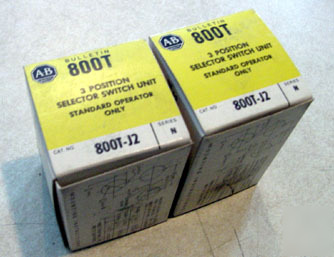 AB
BULLETIN
800T
3 POSITION
SELECTOR SWITCH UNIT
STANDARD OPERATOR
ONLY
CAT NO.
800T-J2
SERIES
N
AB
BULLETIN
800T
3 POSITION
SELECTOR SWITCH UNIT
STANDARD OPERATOR
ONLY
CAT NO.
800T-J2
SERIES
N